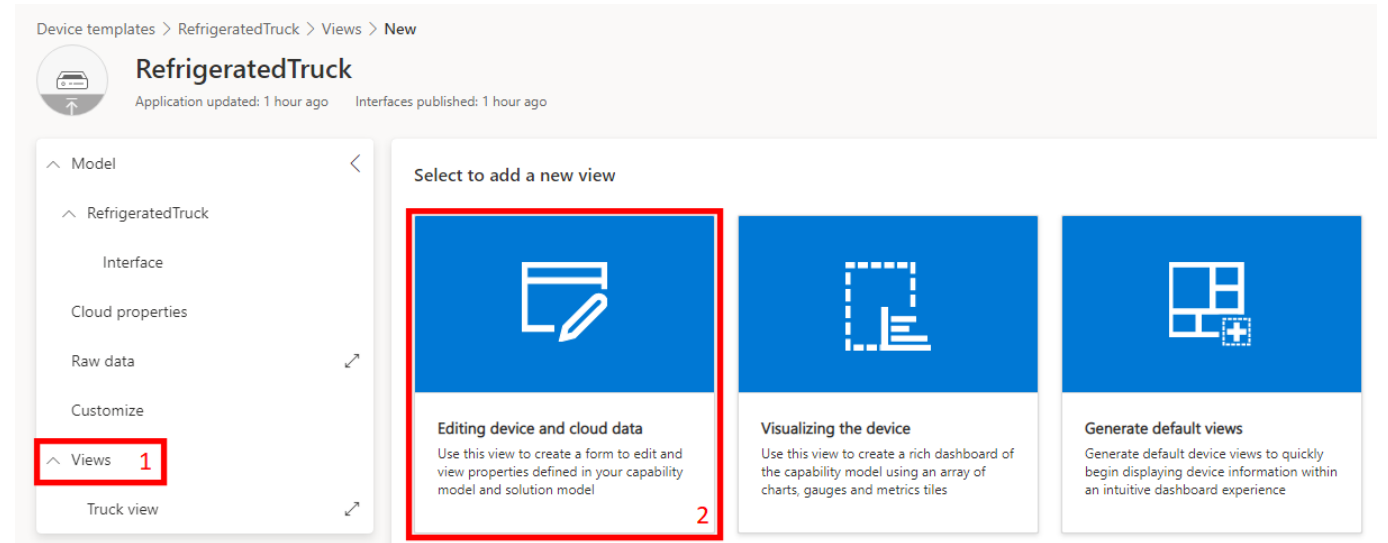 Device templates > RefrigeratedTruck > Views > New
RefrigeratedTruck
Application updated: 1 hour ago Interfaces published: 1 hour ago
Model
RefrigeratedTruck
Interface
Cloud properties
Raw data
Customize
Views 1
Truck view
Select to add a new view
Editing device and cloud data
Use this view to create a form to edit and
view properties defined in your capability
model and solution model
2
Visualizing the device
Use this view to create a rich dashboard of
the capability model using an array of
charts, gauges and metrics tiles
Generate default views
Generate default device views to quickly
begin displaying device information within
an intuitive dashboard experience